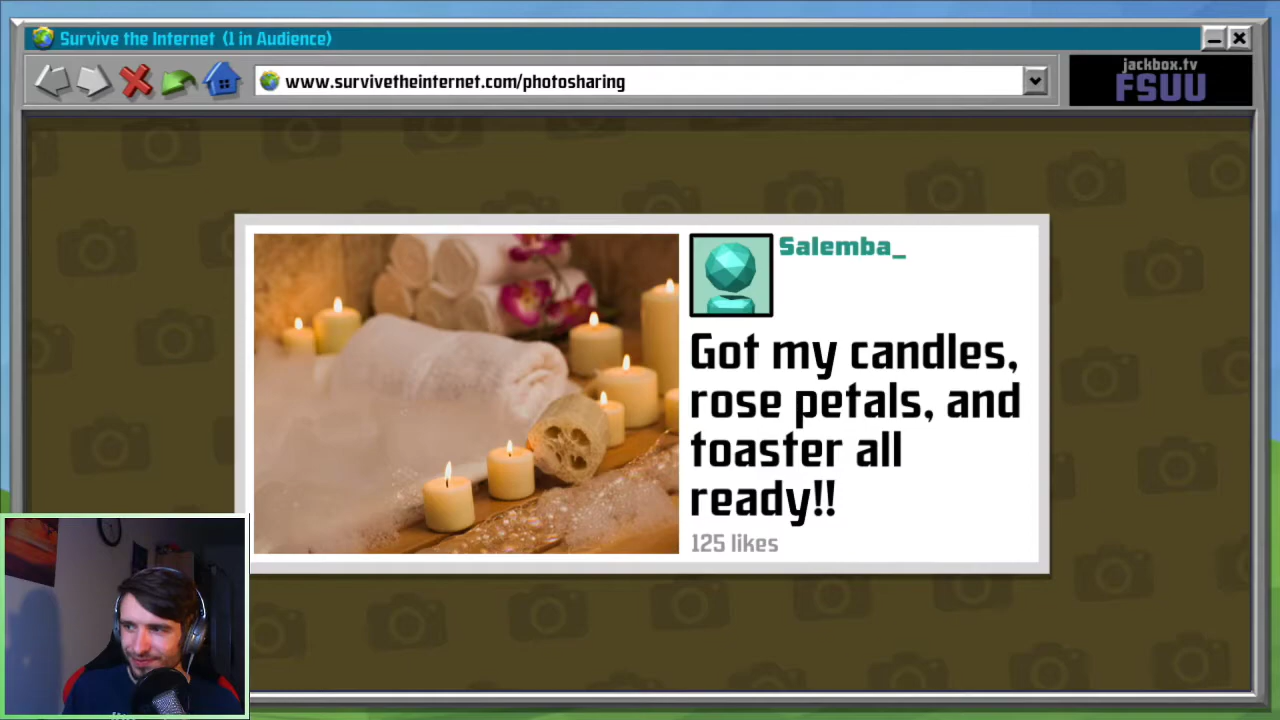 Survive the Internet (1 in Audience)
www.survivetheinternet.com/photosharing
jackbox.tv
FSUU
Salemba_
Got my candles,
rose petals, and
toaster all
ready!!
125 likes